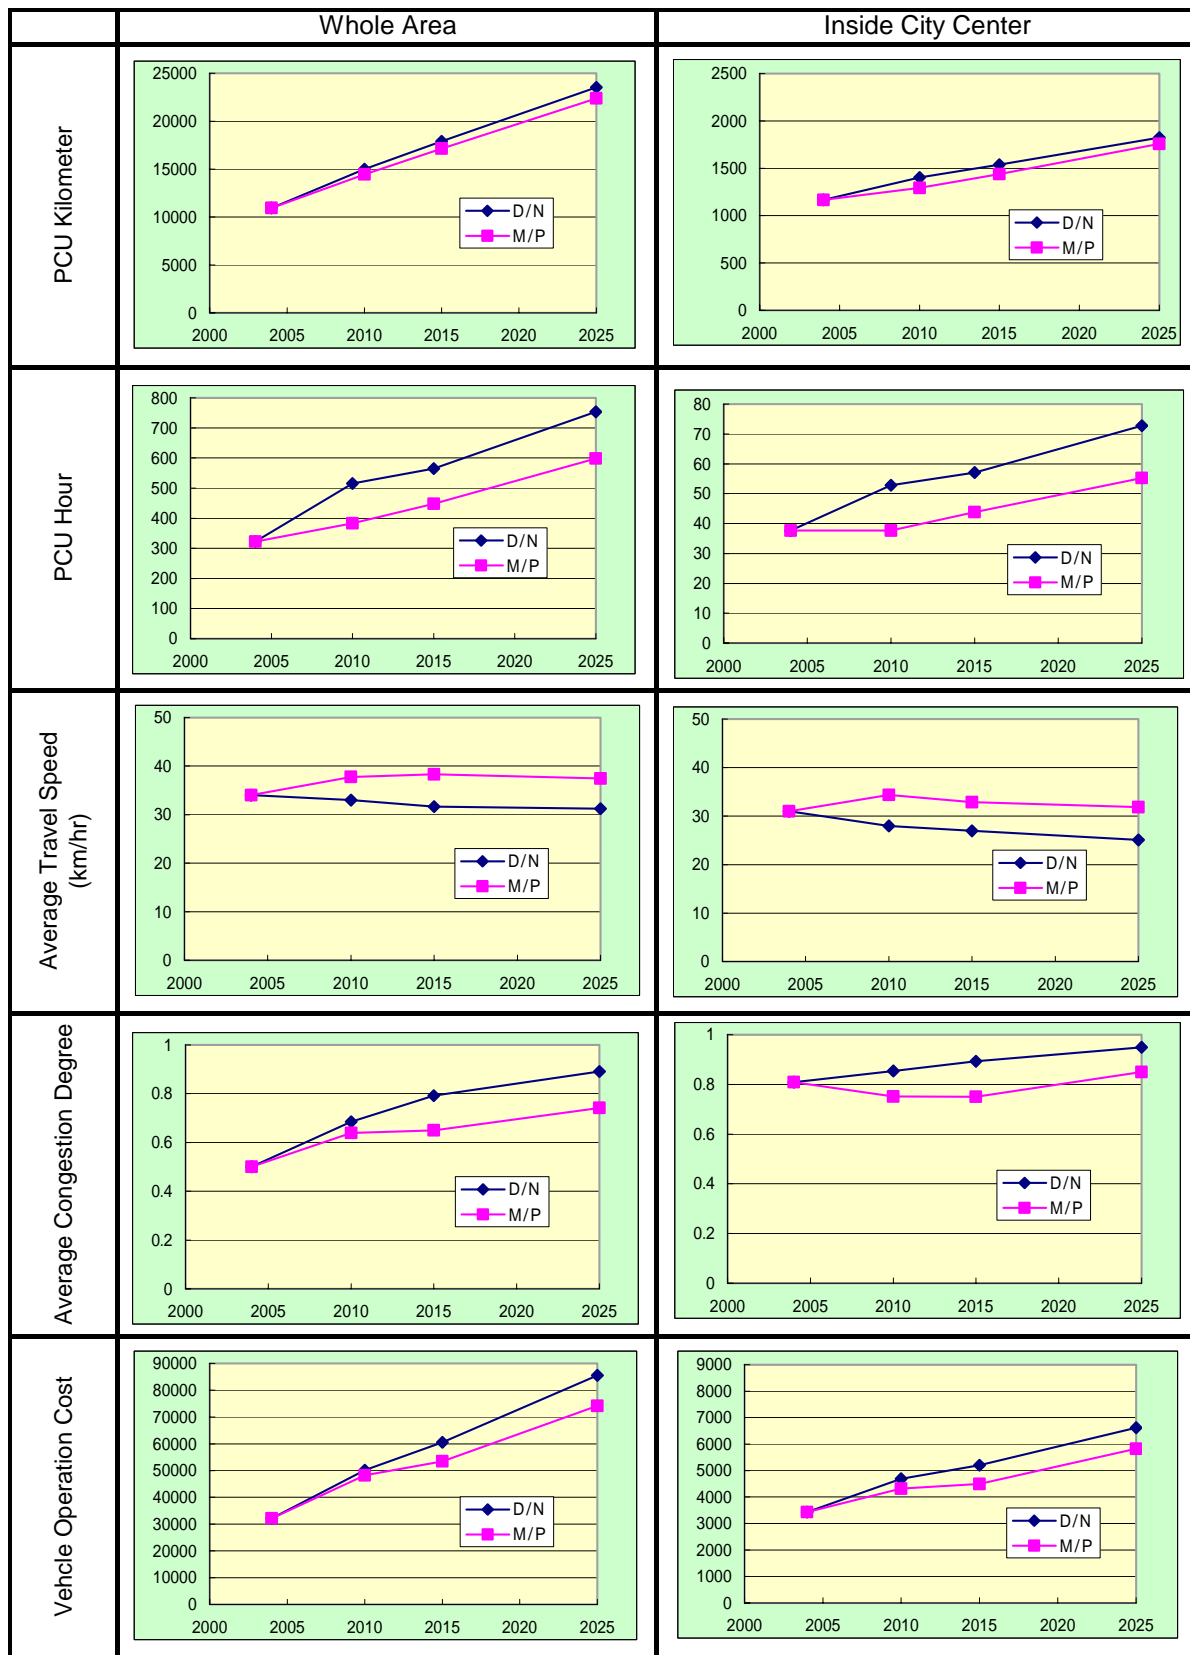 Whole Area
Inside City Center
PCU Kilometer
25000
20000
15000
10000
5000
0
2000 2005 2010 2015 2020 2025
D/N
M/P
2500
2000
1500
1000
500
0
2000 2005 2010 2015 2020 2025
D/N
M/P
PCU Hour
800
700
600
500
400
300
200
100
0
2000 2005 2010 2015 2020 2025
D/N
M/P
80
70
60
50
40
30
20
10
0
2000 2005 2010 2015 2020 2025
D/N
M/P
Average Travel Speed
(km/hr)
50
40
30
20
10
0
2000 2005 2010 2015 2020 2025
D/N
M/P
50
40
30
20
10
0
2000 2005 2010 2015 2020 2025
D/N
M/P
Average Congestion Degree
1
0.8
0.6
0.4
0.2
0
2000 2005 2010 2015 2020 2025
D/N
M/P
1
0.8
0.6
0.4
0.2
0
2000 2005 2010 2015 2020 2025
D/N
M/P
Vehcle Operation Cost
90000
80000
70000
60000
50000
40000
30000
20000
10000
0
2000 2005 2010 2015 2020 2025
D/N
M/P
9000
8000
7000
6000
5000
4000
3000
2000
1000
0
2000 2005 2010 2015 2020 2025
D/N
M/P